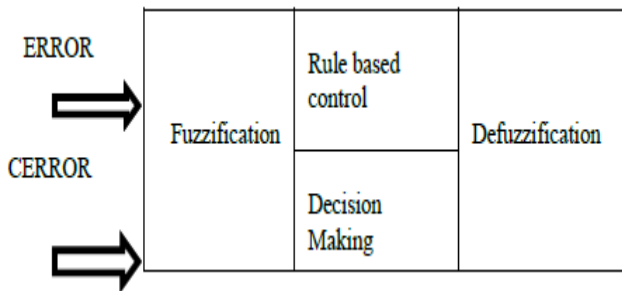 ERROR
CERROR
Fuzzification
Rule based
control
Decision
Making
Defuzzification